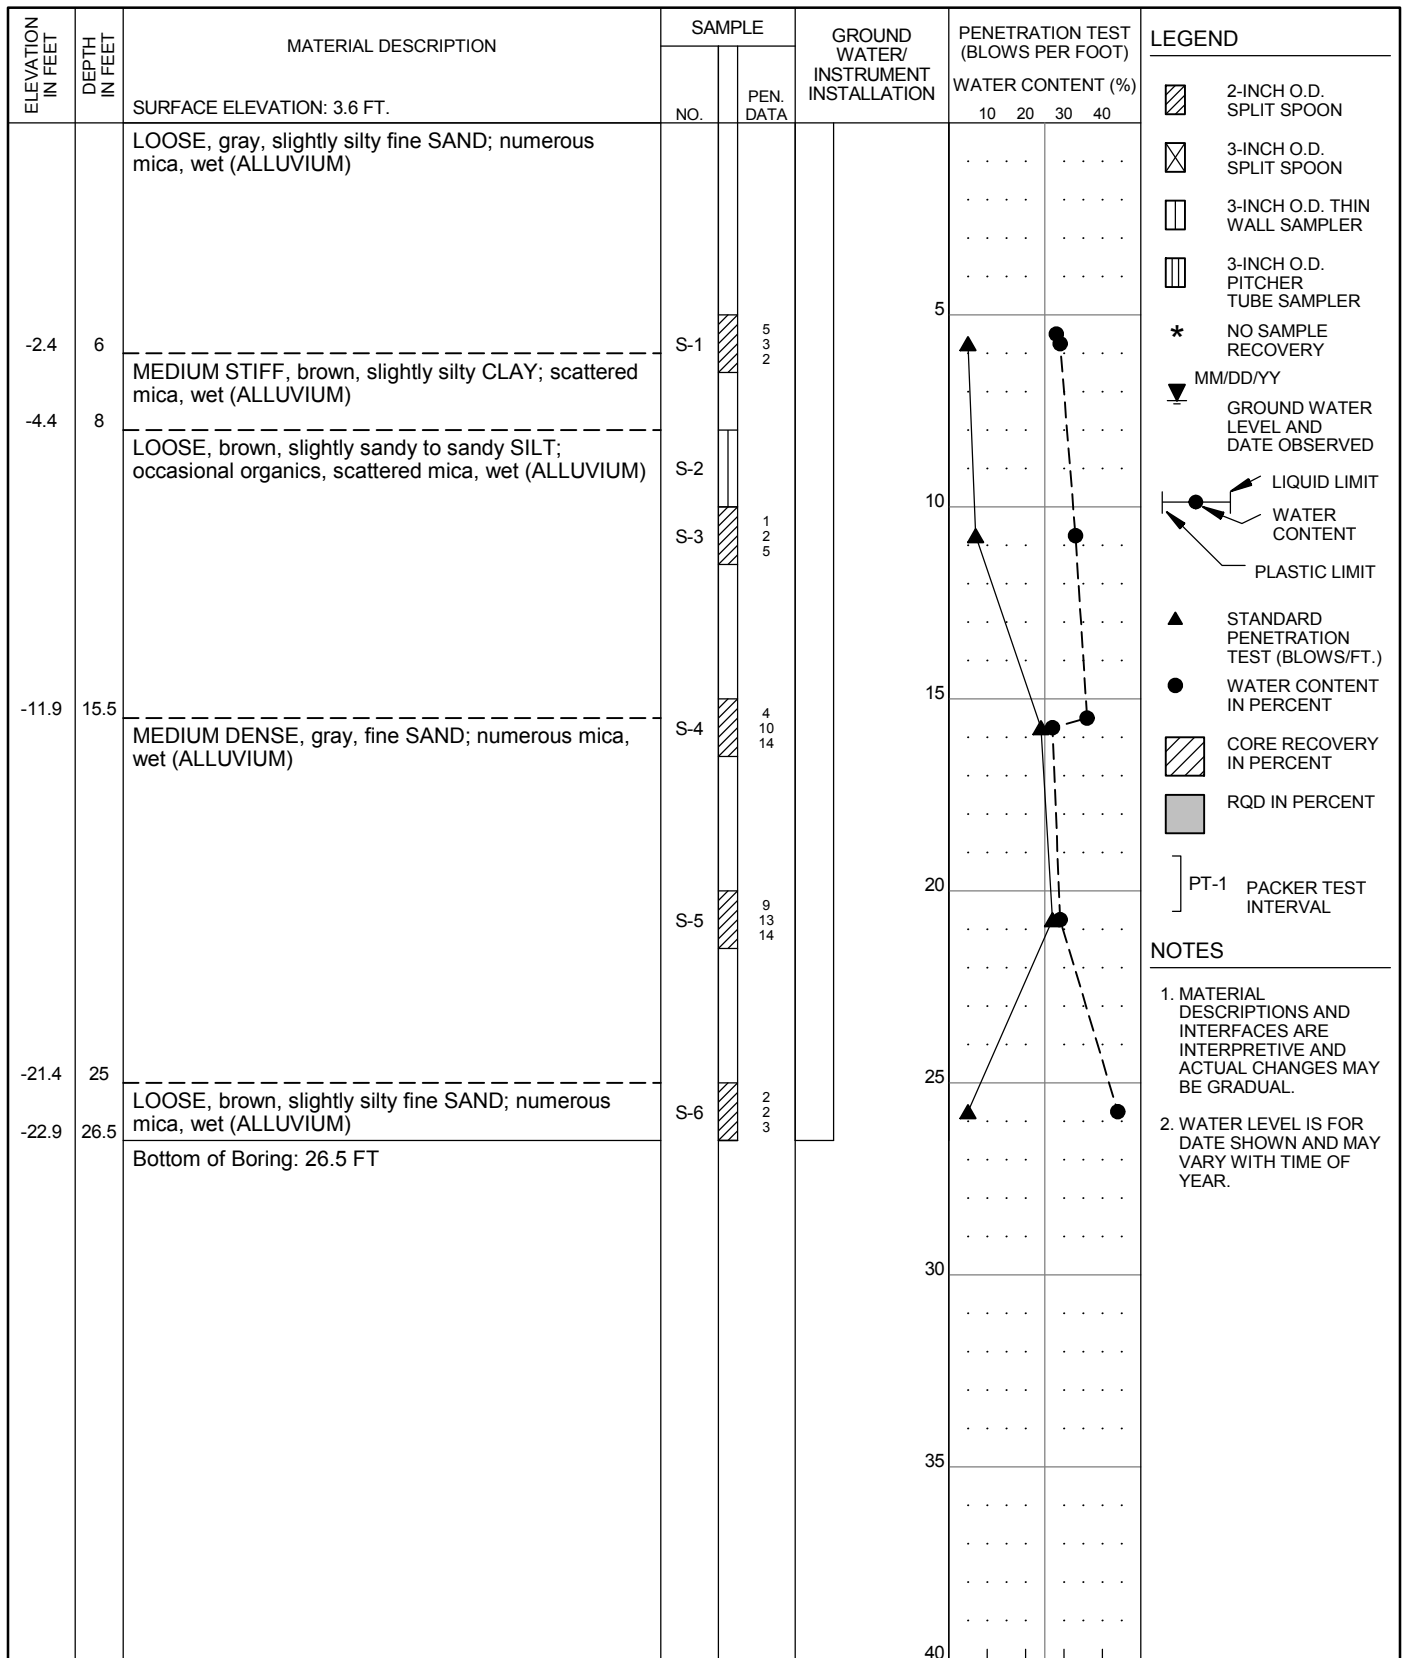 ELEVATION
IN FEET
DEPTH
IN FEET
MATERIAL DESCRIPTION
SURFACE ELEVATION: 3.6 FT.
SAMPLE
NO.
PEN.
DATA
GROUND
WATER/
INSTRUMENT
INSTALLATION
PENETRATION TEST
(BLOWS PER FOOT)
WATER CONTENT (%)
10 20 30 40
LOOSE, gray, slightly silty fine SAND; numerous
mica, wet (ALLUVIUM)
5
-2.4 6
S-1
5
3
2
MEDIUM STIFF, brown, slightly silty CLAY; scattered
mica, wet (ALLUVIUM)
-4.4 8
LOOSE, brown, slightly sandy to sandy SILT;
occasional organics, scattered mica, wet (ALLUVIUM)
S-2
10
S-3
1
2
5
15
-11.9 15.5
S-4
4
10
14
MEDIUM DENSE, gray, fine SAND; numerous mica,
wet (ALLUVIUM)
20
S-5
9
13
14
-21.4 25
25
LOOSE, brown, slightly silty fine SAND; numerous
mica, wet (ALLUVIUM)
S-6
2
2
3
-22.9 26.5
Bottom of Boring: 26.5 FT
30
35
40
LEGEND
2-INCH O.D.
SPLIT SPOON
3-INCH O.D.
SPLIT SPOON
3-INCH O.D. THIN
WALL SAMPLER
3-INCH O.D.
PITCHER
TUBE SAMPLER
* NO SAMPLE
RECOVERY
MM/DD/YY
GROUND WATER
LEVEL AND
DATE OBSERVED
LIQUID LIMIT
WATER
CONTENT
PLASTIC LIMIT
STANDARD
PENETRATION
TEST (BLOWS/FT.)
WATER CONTENT
IN PERCENT
CORE RECOVERY
IN PERCENT
RQD IN PERCENT
PT-1 PACKER TEST
INTERVAL
NOTES
1. MATERIAL
DESCRIPTIONS AND
INTERFACES ARE
INTERPRETIVE AND
ACTUAL CHANGES MAY
BE GRADUAL.
2. WATER LEVEL IS FOR
DATE SHOWN AND MAY
VARY WITH TIME OF
YEAR.